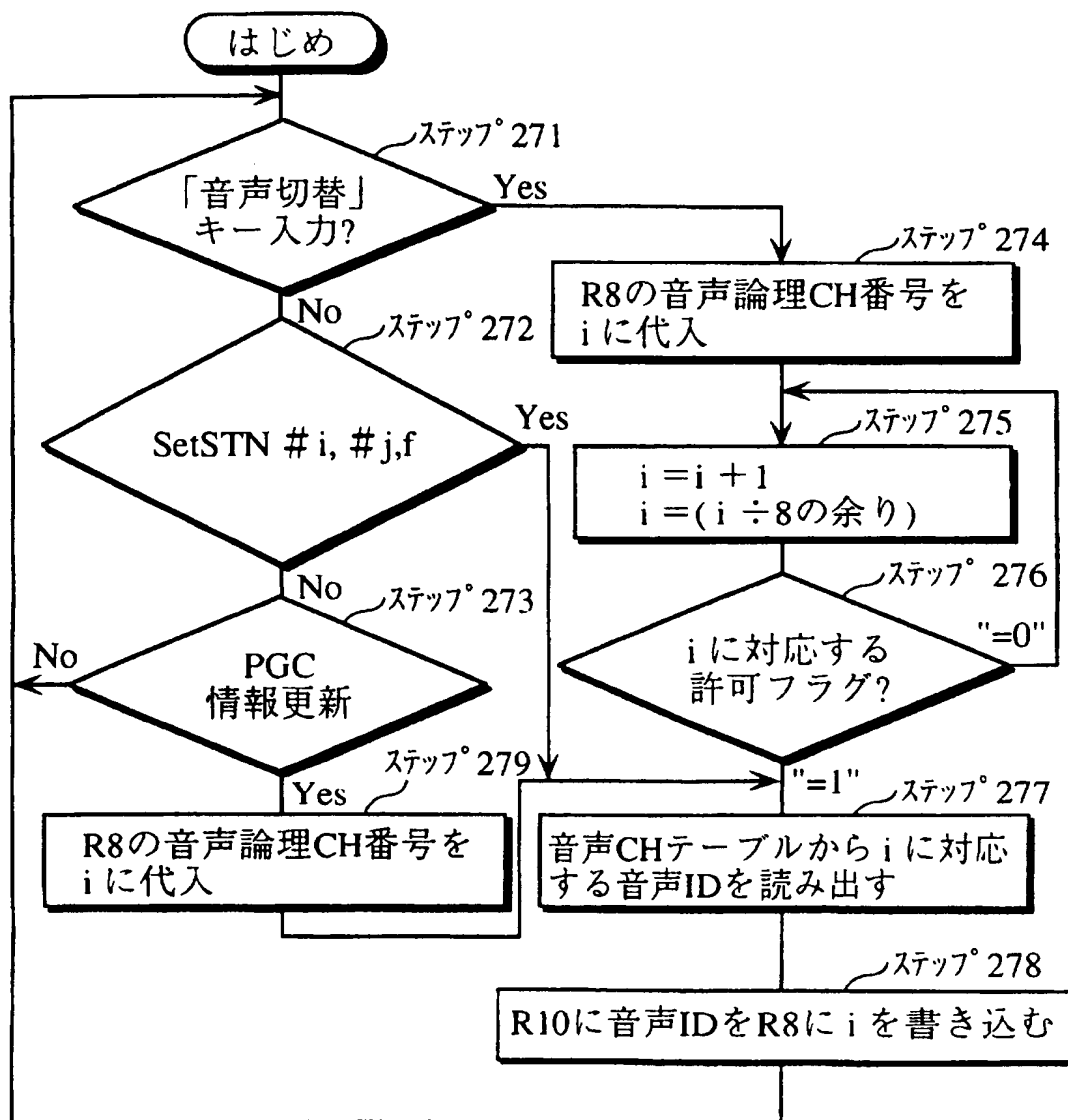 はじめ
ステップ271
「音声切替」
キー入力?
Yes
No
ステップ272
SetSTN #i, #j,f
Yes
No
ステップ273
PGC
情報更新
No
Yes
ステップ279
R8の音声論理CH番号を
iに代入
ステップ274
R8の音声論理CH番号を
iに代入
ステップ275
i=i+1
i=(i÷8の余り)
ステップ276
iに対応する
許可フラグ?
"=0"
"=1"
ステップ277
音声CHテーブルからiに対応
する音声IDを読み出す
ステップ278
R10に音声IDをR8にiを書き込む